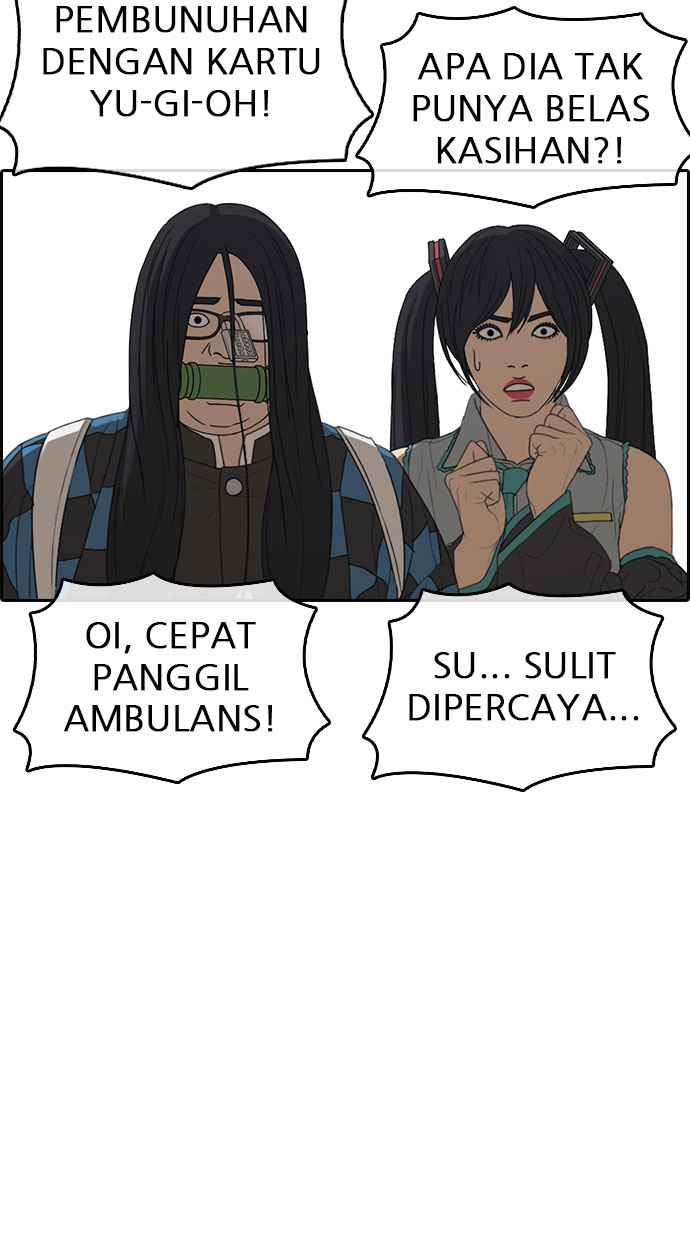 PEMBUNUHAN
DENGAN KARTU
YU-GI-OH!
APA DIA TAK
PUNYA BELAS
KASIHAN?!
OI, CEPAT
PANGGIL
AMBULANS!
SU... SULIT
DIPERCAYA...